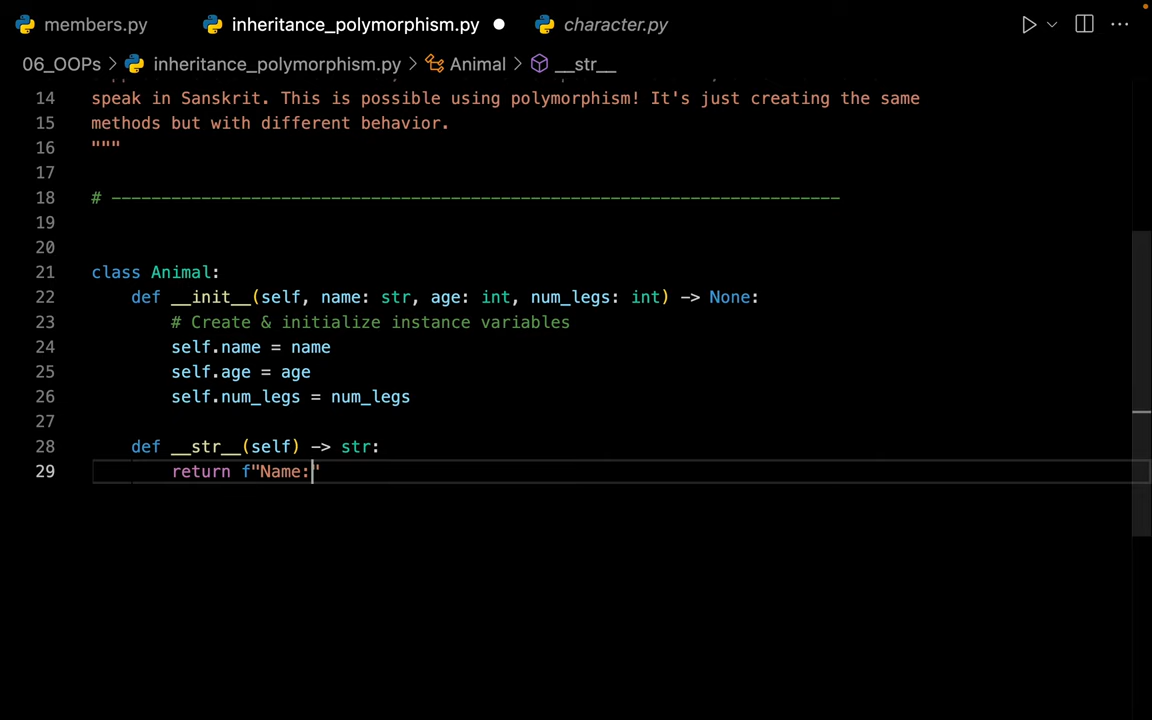 members.py inheritance_polymorphism.py character.py
06_OOPs > inheritance_polymorphism.py > Animal > __str__
14 speak in Sanskrit. This is possible using polymorphism! It's just creating the same
15 methods but with different behavior.
16 """
17
18 # -------------------------------------------------------------------------
19
20
21 class Animal:
22     def __init__(self, name: str, age: int, num_legs: int) -> None:
23         # Create & initialize instance variables
24         self.name = name
25         self.age = age
26         self.num_legs = num_legs
27
28     def __str__(self) -> str:
29         return f"Name:"